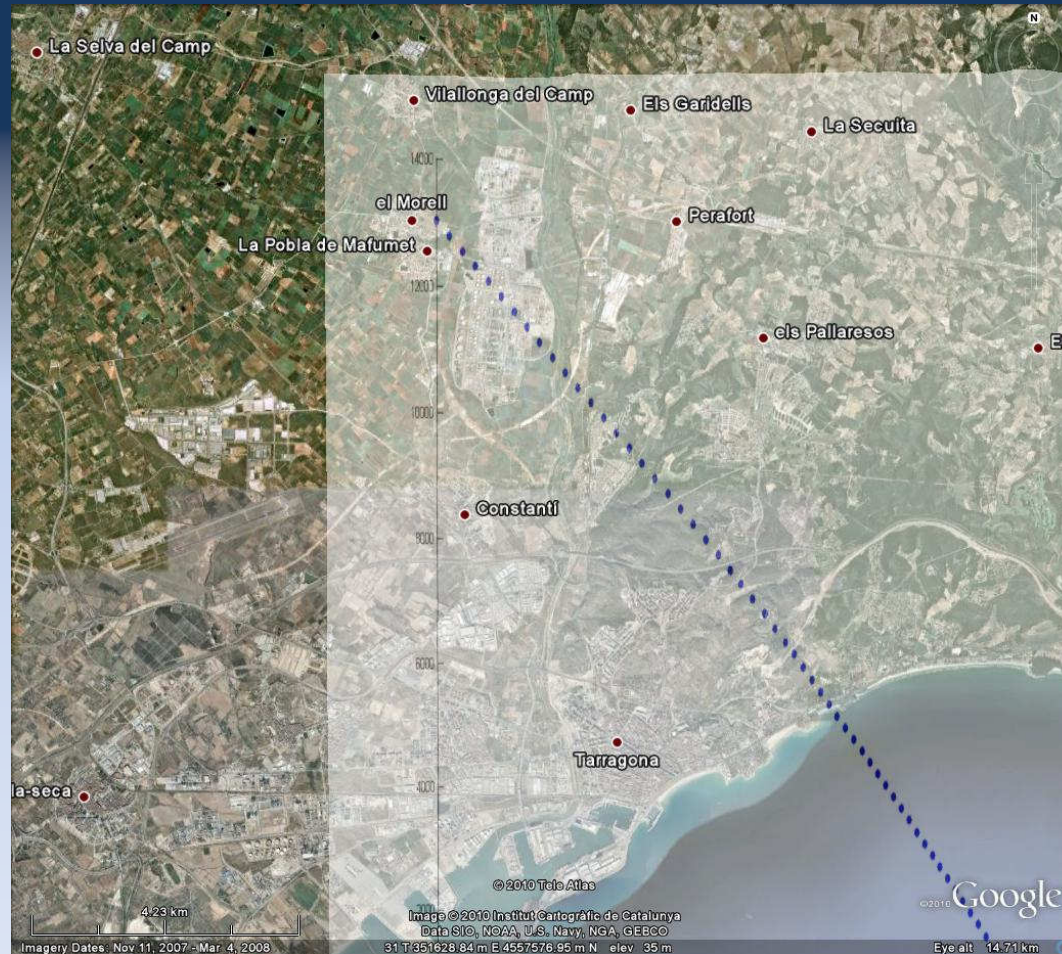 N
La Selva del Camp
Vilallonga del Camp
Els Garidells
La Secuita
14000
el Morell
Perafort
La Pobla de Mafumet
12000
els Pallaresos
E
10000
Constantí
8000
6000
Tarragona
la-seca
4000
© 2010 Tele Atlas
©2010 Google
4.23 km
Image © 2010 Institut Cartogràfic de Catalunya
Data SIO, NOAA, U.S. Navy, NGA, GEBCO
Imagery Dates: Nov 11, 2007 - Mar 4, 2008
31 T 351628.84 m E 4557576.95 m N elev 35 m
Eye alt 14.71 km